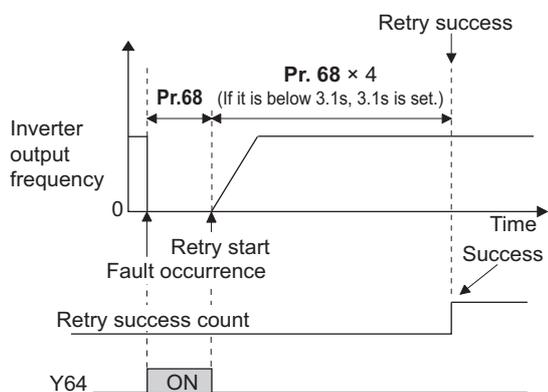 Retry success
Pr. 68 × 4
Pr.68
(If it is below 3.1s, 3.1s is set.)
Inverter
output
frequency
0
Time
Retry start
Fault occurrence
Success
Retry success count
Y64
ON